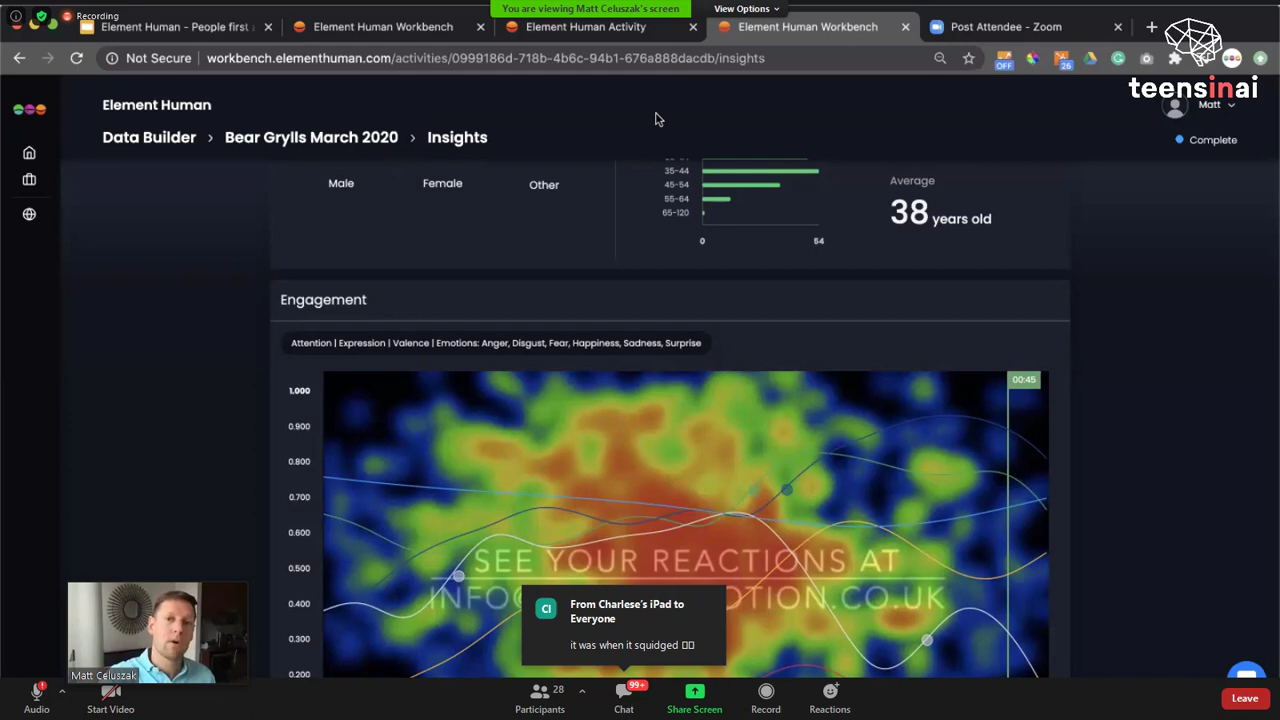 Recording
You are viewing Matt Celuszak's screen
View Options
Element Human - People first
Element Human Workbench
Element Human Activity
Element Human Workbench
Post Attendee - Zoom
Not Secure
workbench.elementhuman.com/activities/0999186d-718b-4b6c-94b1-676a888dacdb/insights
OFF
26
teensinai
Element Human
Matt
Data Builder > Bear Grylls March 2020 > Insights
Complete
Male
Female
Other
35-44
45-54
55-64
65-120
0
54
Average
38 years old
Engagement
Attention | Expression | Valence | Emotions: Anger, Disgust, Fear, Happiness, Sadness, Surprise
1.000
0.900
0.800
0.700
0.600
0.500
0.400
0.300
0.200
00:45
SEE YOUR REACTIONS AT
OTION.CO.UK
CI
From Charlese's iPad to
Everyone
it was when it squidged
Matt Celuszak
Audio
Start Video
28
Participants
99+
Chat
Share Screen
Record
Reactions
Leave